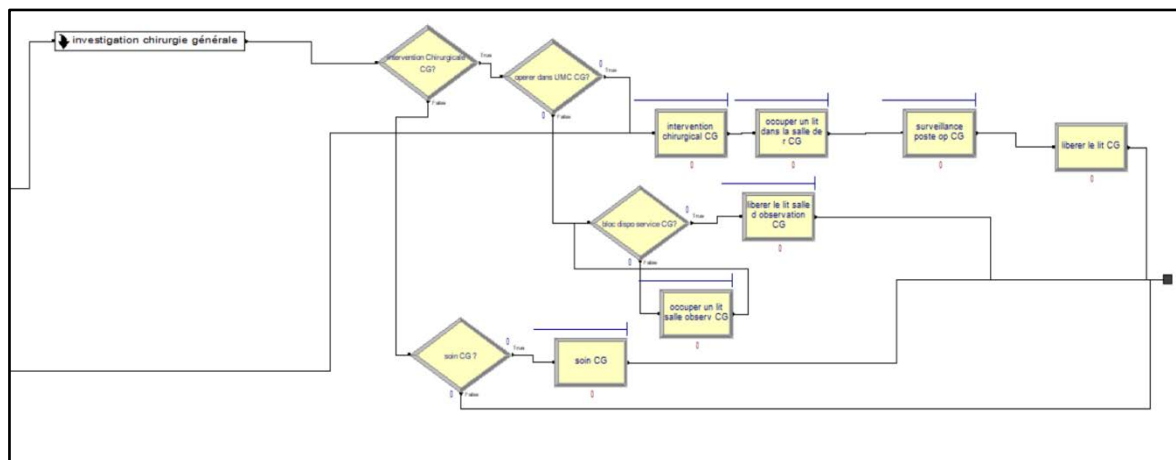 investigation chirurgie générale
intervention Chirurgicale
CG?
True
False
operer dans UMC CG?
0
True
0
False
intervention
chirurgical CG
0
occuper un lit
dans la salle de
r CG
0
surveillance
poste op CG
0
liberer le lit CG
0
bloc dispo service CG?
0
True
0
False
liberer le lit salle
d observation
CG
0
occuper un lit
salle observ CG
0
soin CG ?
0
True
0
False
soin CG
0